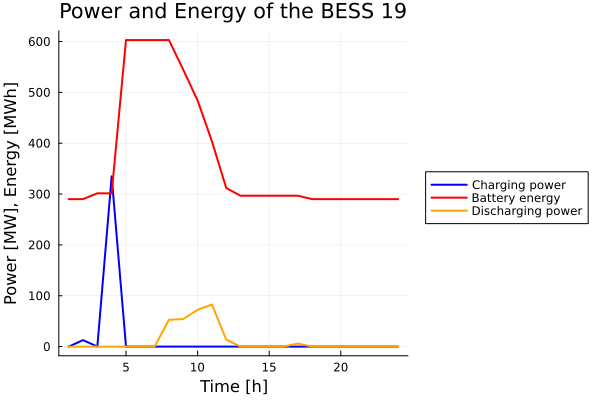 Power and Energy of the BESS 19
Power [MW], Energy [MWh]
600
500
400
300
200
100
0
5
10
15
20
Time [h]
Charging power
Battery energy
Discharging power